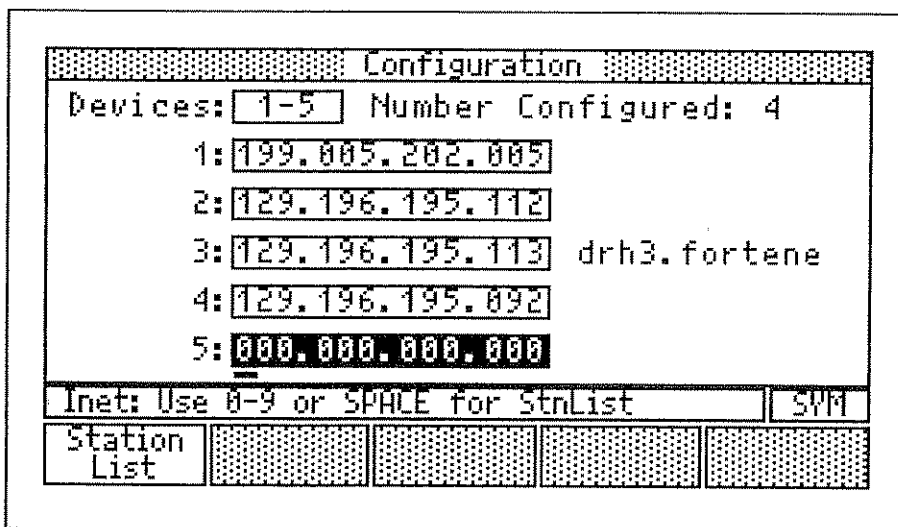 Configuration
Devices: 1-5 Number Configured: 4
1: 199.005.202.005
2: 129.196.195.112
3: 129.196.195.113 drh3.fortene
4: 129.196.195.092
5: 000.000.000.000
Inet: Use 0-9 or SPACE for StnList SYM
Station
List